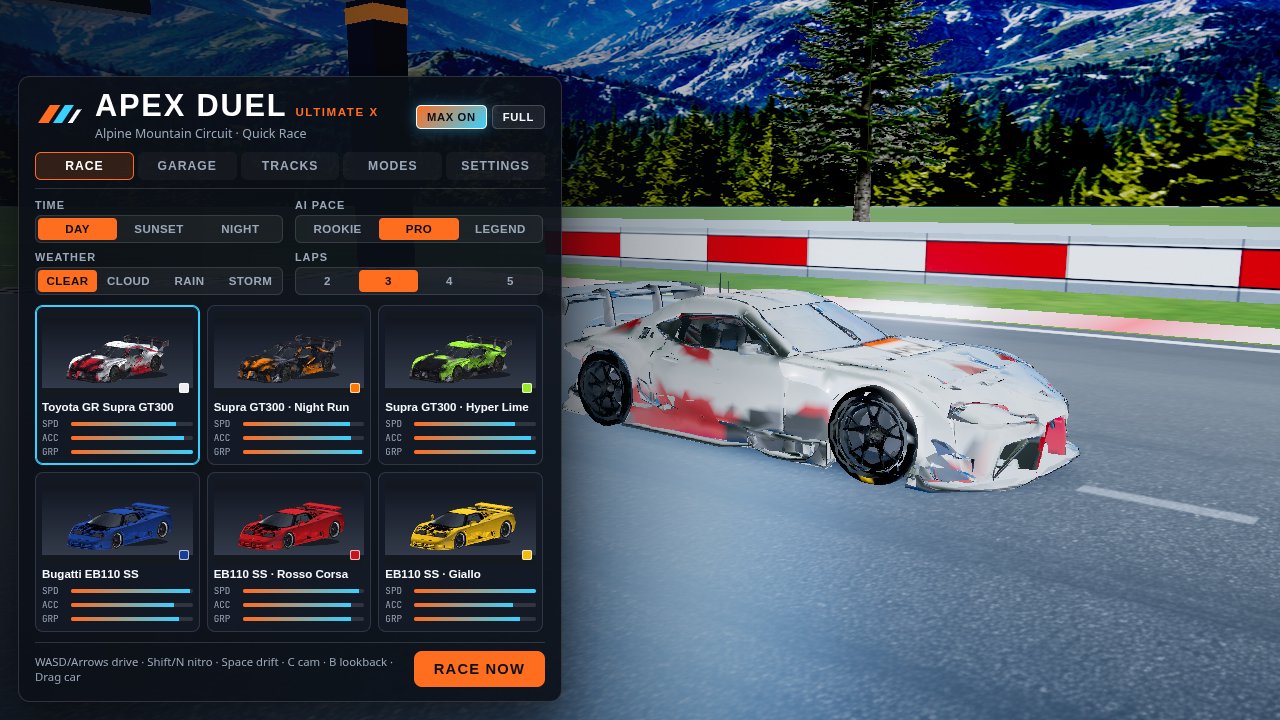 APEX DUEL ULTIMATE X
Alpine Mountain Circuit · Quick Race
MAX ON
FULL
RACE
GARAGE
TRACKS
MODES
SETTINGS
TIME
DAY
SUNSET
NIGHT
AI PACE
ROOKIE
PRO
LEGEND
WEATHER
CLEAR
CLOUD
RAIN
STORM
LAPS
2
3
4
5
Toyota GR Supra GT300
SPD
ACC
GRP
Supra GT300 · Night Run
SPD
ACC
GRP
Supra GT300 · Hyper Lime
SPD
ACC
GRP
Bugatti EB110 SS
SPD
ACC
GRP
EB110 SS · Rosso Corsa
SPD
ACC
GRP
EB110 SS · Giallo
SPD
ACC
GRP
WASD/Arrows drive · Shift/N nitro · Space drift · C cam · B lookback ·
Drag car
RACE NOW